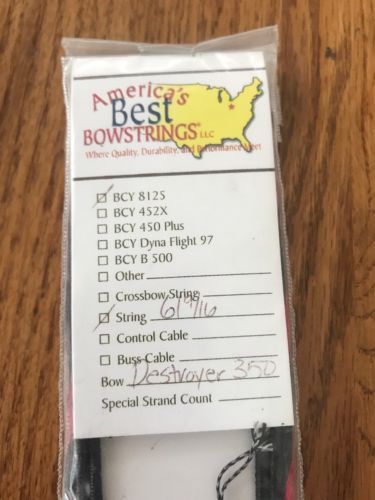 America's
Best
BOWSTRINGS LLC
Where Quality, Durability, and Performance Meet
BCY 8125
BCY 452X
BCY 450 Plus
BCY Dyna Flight 97
BCY B 500
Other
Crossbow String
String 61 9/16
Control Cable
Buss Cable
Bow Destroyer 350
Special Strand Count